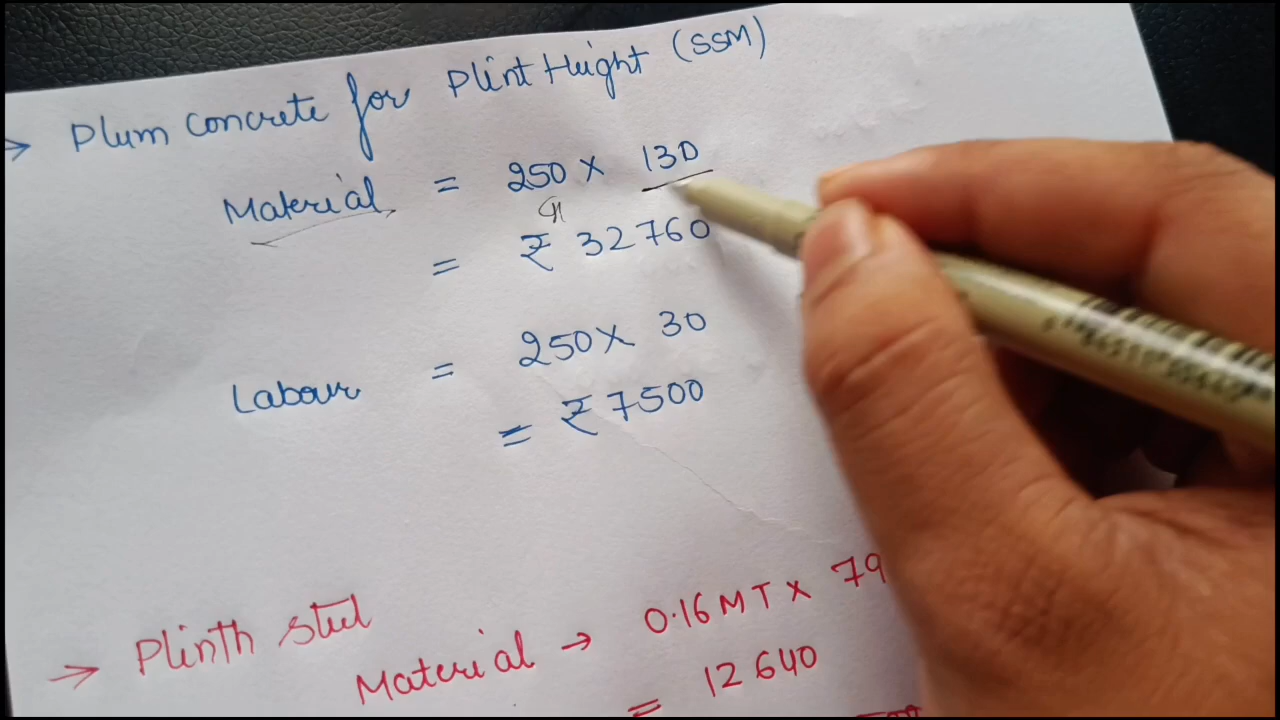 → Plum concrete for Plint Height (SSM)
Material = 250 × 130
= ₹ 32760
Labour = 250 × 30
= ₹ 7500
→ Plinth steel
Material → 0.16 MT × 79
= 12640